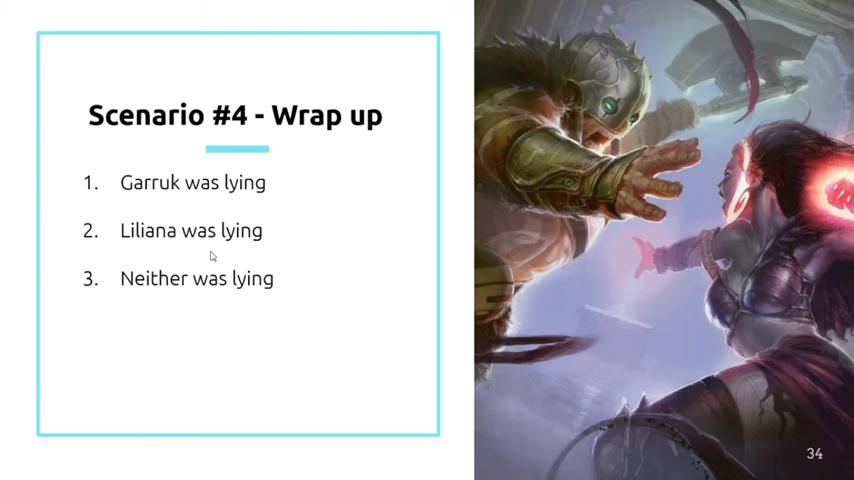 Scenario #4 - Wrap up
1. Garruk was lying
2. Liliana was lying
3. Neither was lying
34